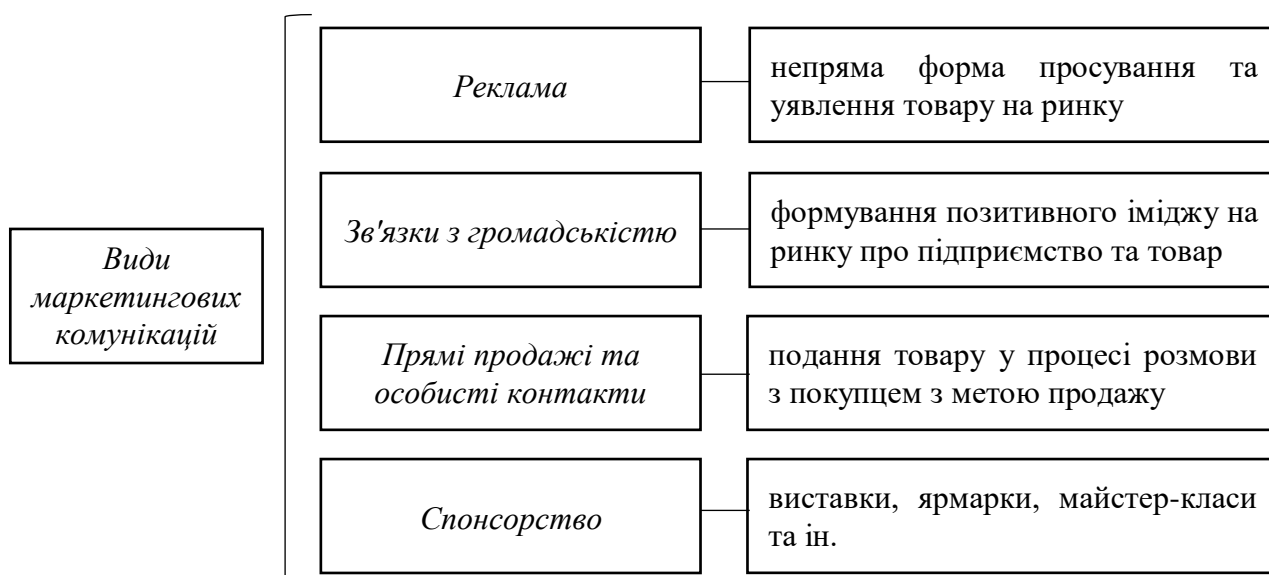 Реклама
непряма форма просування та
уявлення товару на ринку
Зв'язки з громадськістю
формування позитивного іміджу на
ринку про підприємство та товар
Види
маркетингових
комунікацій
Прямі продажі та
особисті контакти
подання товару у процесі розмови
з покупцем з метою продажу
Спонсорство
виставки, ярмарки, майстер-класи
та ін.